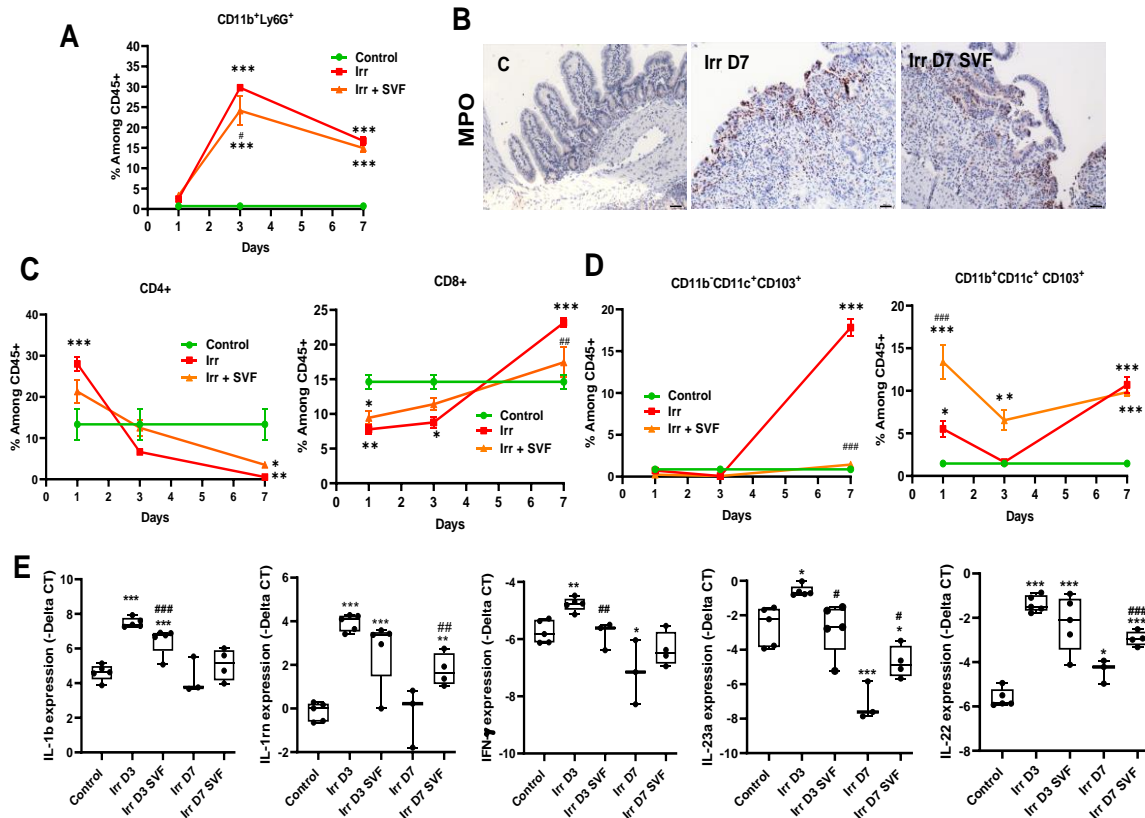 A
CD11b⁺Ly6G⁺
% Among CD45+
40
35
30
25
20
15
10
5
0
0 1 2 3 4 5 6 7
Days
Control
Irr
Irr + SVF
***
#
***
***
***
B
MPO
C
Irr D7
Irr D7 SVF
C
CD4+
% Among CD45+
40
30
20
10
0
0 1 2 3 4 5 6 7
Days
Control
Irr
Irr + SVF
***
*
**
CD8+
% Among CD45+
25
20
15
10
5
0
0 1 2 3 4 5 6 7
Days
Control
Irr
Irr + SVF
*
**
*
***
##
D
CD11b⁻CD11c⁺CD103⁺
% Among CD45+
20
15
10
5
0
0 1 2 3 4 5 6 7
Days
Control
Irr
Irr + SVF
***
###
CD11b⁺CD11c⁺ CD103⁺
% Among CD45+
20
15
10
5
0
0 1 2 3 4 5 6 7
Days
###
***
*
**
***
***
E
IL-1b expression (-Delta CT)
10
8
6
4
2
0
***
###
***
Control
Irr D3
Irr D3 SVF
Irr D7
Irr D7 SVF
IL-1rn expression (-Delta CT)
6
4
2
0
-2
***
***
##
**
Control
Irr D3
Irr D3 SVF
Irr D7
Irr D7 SVF
IFN-γ expression (-Delta CT)
-4
-6
-8
-10
**
##
*
Control
Irr D3
Irr D3 SVF
Irr D7
Irr D7 SVF
IL-23a expression (-Delta CT)
0
-2
-4
-6
-8
-10
*
#
***
#
*
Control
Irr D3
Irr D3 SVF
Irr D7
Irr D7 SVF
IL-22 expression (-Delta CT)
0
-2
-4
-6
-8
***
***
*
###
***
Control
Irr D3
Irr D3 SVF
Irr D7
Irr D7 SVF